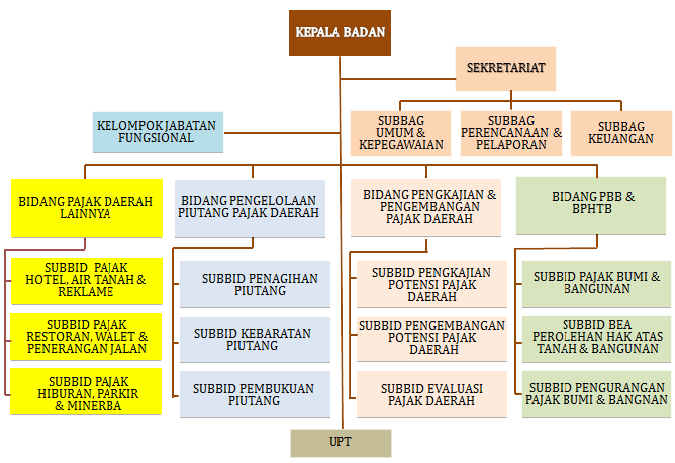 KEPALA BADAN
SEKRETARIAT
KELOMPOK JABATAN
FUNGSIONAL
SUBBAG
UMUM &
KEPEGAWAIAN
SUBBAG
PERENCANAAN &
PELAPORAN
SUBBAG
KEUANGAN
BIDANG PAJAK DAERAH
LAINNYA
BIDANG PENGELOLAAN
PIUTANG PAJAK DAERAH
BIDANG PENGKAJIAN &
PENGEMBANGAN
PAJAK DAERAH
BIDANG PBB &
BPHTB
SUBBID PAJAK
HOTEL, AIR TANAH &
REKLAME
SUBBID PENAGIHAN
PIUTANG
SUBBID PENGKAJIAN
POTENSI PAJAK
DAERAH
SUBBID PAJAK BUMI &
BANGUNAN
SUBBID PAJAK
RESTORAN, WALET &
PENERANGAN JALAN
SUBBID KEBARATAN
PIUTANG
SUBBID PENGEMBANGAN
POTENSI PAJAK
DAERAH
SUBBID BEA
PEROLEHAN HAK ATAS
TANAH & BANGUNAN
SUBBID PAJAK
HIBURAN, PARKIR
& MINERBA
SUBBID PEMBUKUAN
PIUTANG
SUBBID EVALUASI
PAJAK DAERAH
SUBBID PENGURANGAN
PAJAK BUMI & BANGNAN
UPT